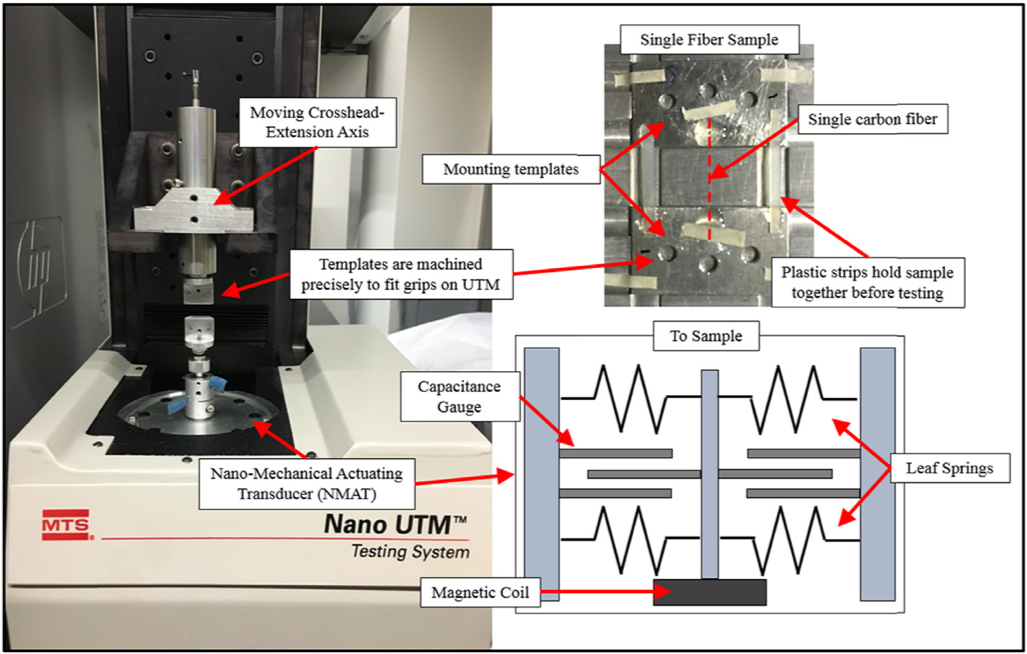 Moving Crosshead-
Extension Axis
Templates are machined
precisely to fit grips on UTM
Nano-Mechanical Actuating
Transducer (NMAT)
hp
MTS
Nano UTM™
Testing System
Single Fiber Sample
Single carbon fiber
Mounting templates
Plastic strips hold sample
together before testing
To Sample
Capacitance
Gauge
Leaf Springs
Magnetic Coil